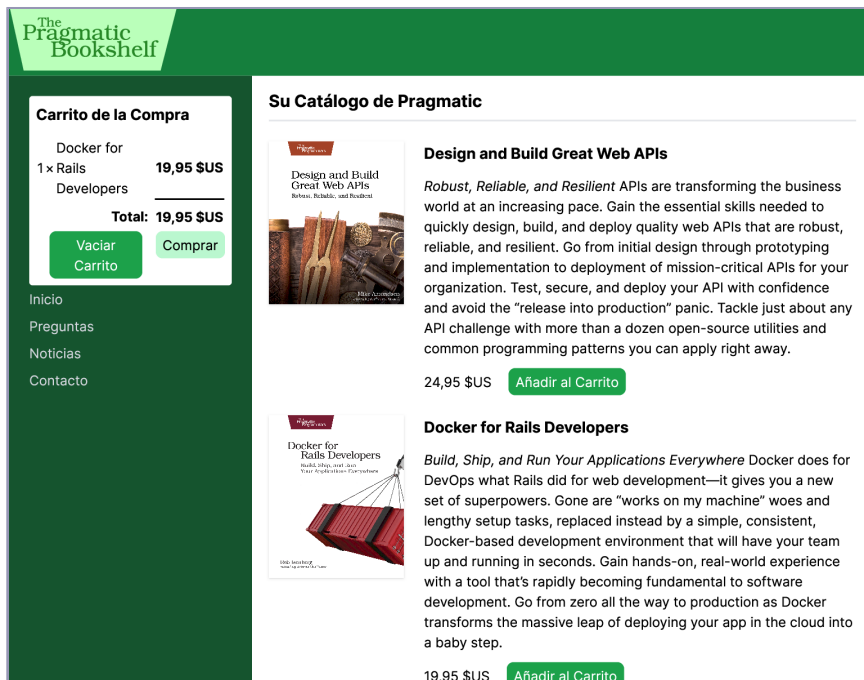 The
Pragmatic
Bookshelf
Carrito de la Compra
Docker for
1× Rails 19,95 $US
Developers
Total: 19,95 $US
Vaciar
Carrito
Comprar
Inicio
Preguntas
Noticias
Contacto
Su Catálogo de Pragmatic
Design and Build
Great Web APIs
Robust, Reliable, and Resilient
Design and Build Great Web APIs
Robust, Reliable, and Resilient APIs are transforming the business
world at an increasing pace. Gain the essential skills needed to
quickly design, build, and deploy quality web APIs that are robust,
reliable, and resilient. Go from initial design through prototyping
and implementation to deployment of mission-critical APIs for your
organization. Test, secure, and deploy your API with confidence
and avoid the “release into production” panic. Tackle just about any
API challenge with more than a dozen open-source utilities and
common programming patterns you can apply right away.
24,95 $US Añadir al Carrito
Docker for
Rails Developers
Build, Ship, and Run
Your Applications Everywhere
Docker for Rails Developers
Build, Ship, and Run Your Applications Everywhere Docker does for
DevOps what Rails did for web development—it gives you a new
set of superpowers. Gone are “works on my machine” woes and
lengthy setup tasks, replaced instead by a simple, consistent,
Docker-based development environment that will have your team
up and running in seconds. Gain hands-on, real-world experience
with a tool that’s rapidly becoming fundamental to software
development. Go from zero all the way to production as Docker
transforms the massive leap of deploying your app in the cloud into
a baby step.
19,95 $US Añadir al Carrito